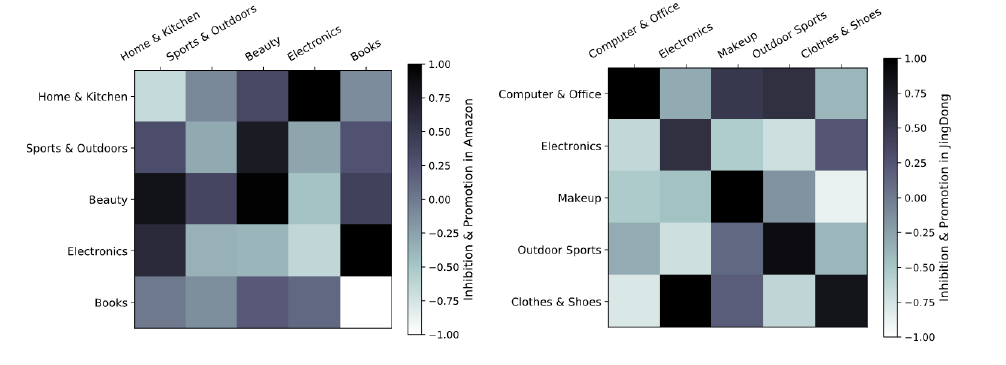 Home & Kitchen
Sports & Outdoors
Beauty
Electronics
Books
Home & Kitchen
Sports & Outdoors
Beauty
Electronics
Books
1.00
0.75
0.50
0.25
0.00
−0.25
−0.50
−0.75
−1.00
Inhibition & Promotion in Amazon
Computer & Office
Electronics
Makeup
Outdoor Sports
Clothes & Shoes
Computer & Office
Electronics
Makeup
Outdoor Sports
Clothes & Shoes
1.00
0.75
0.50
0.25
0.00
−0.25
−0.50
−0.75
−1.00
Inhibition & Promotion in JingDong